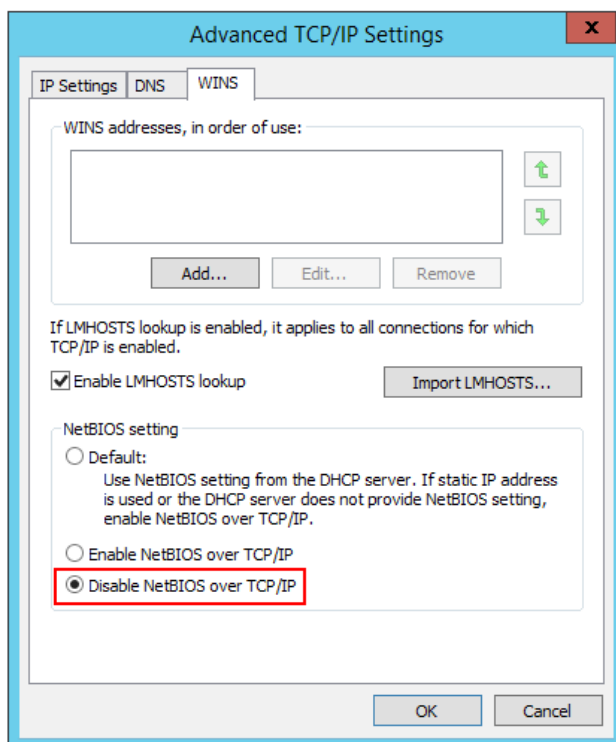 Advanced TCP/IP Settings
x
IP Settings
DNS
WINS
WINS addresses, in order of use:
Add...
Edit...
Remove
If LMHOSTS lookup is enabled, it applies to all connections for which
TCP/IP is enabled.
Enable LMHOSTS lookup
Import LMHOSTS...
NetBIOS setting
Default:
Use NetBIOS setting from the DHCP server. If static IP address
is used or the DHCP server does not provide NetBIOS setting,
enable NetBIOS over TCP/IP.
Enable NetBIOS over TCP/IP
Disable NetBIOS over TCP/IP
OK
Cancel